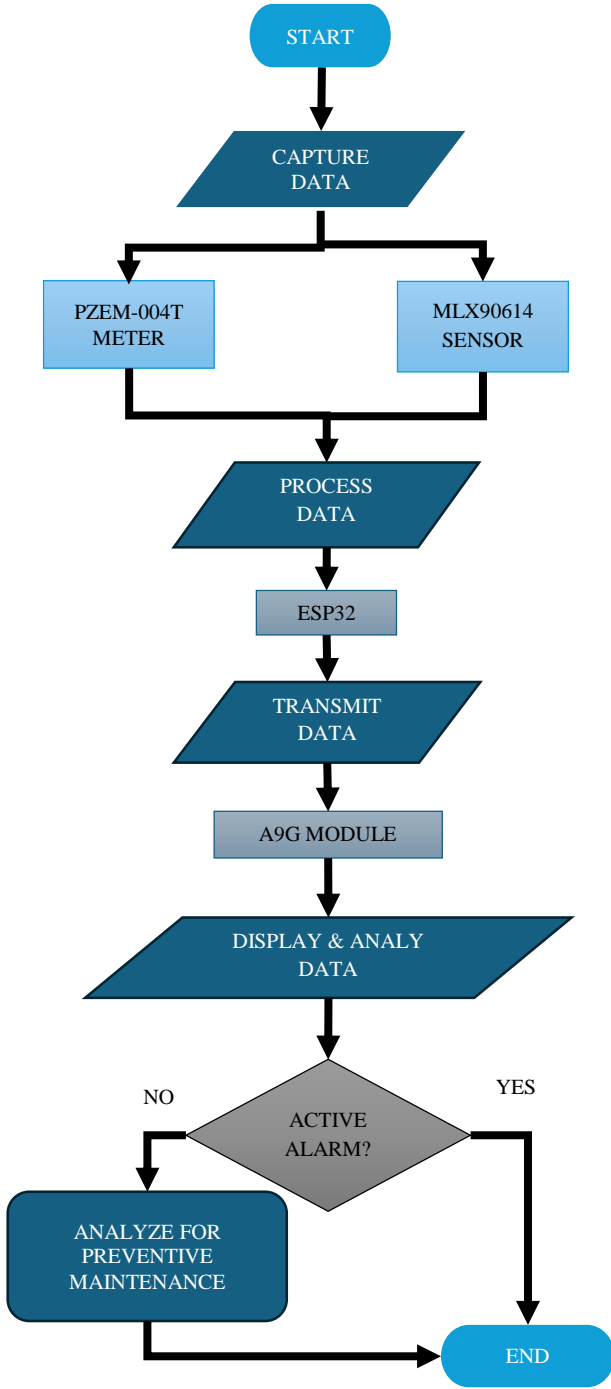 START
CAPTURE
DATA
PZEM-004T
METER
MLX90614
SENSOR
PROCESS
DATA
ESP32
TRANSMIT
DATA
A9G MODULE
DISPLAY & ANALY
DATA
NO
YES
ACTIVE
ALARM?
ANALYZE FOR
PREVENTIVE
MAINTENANCE
END